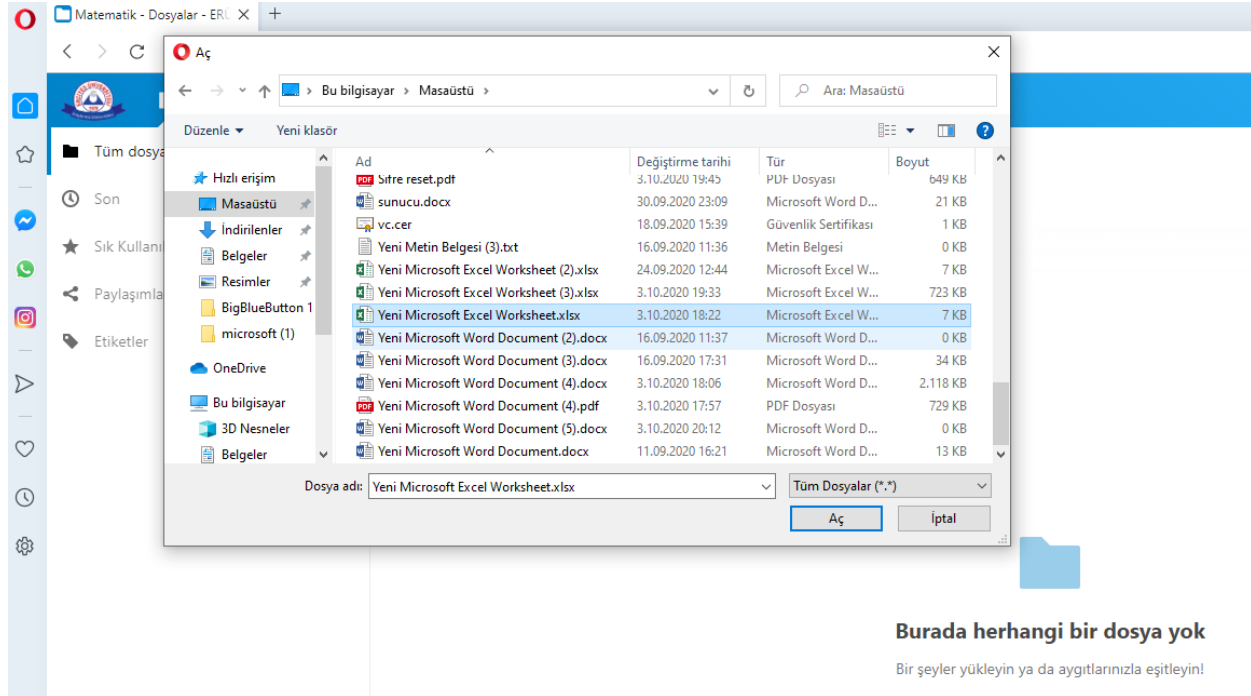 Matematik - Dosyalar - ERÜ
Aç
Bu bilgisayar > Masaüstü >
Ara: Masaüstü
Düzenle
Yeni klasör
Tüm dosya
Son
Sık Kullanı
Paylaşımla
Etiketler
Hızlı erişim
Masaüstü
İndirilenler
Belgeler
Resimler
BigBlueButton 1
microsoft (1)
OneDrive
Bu bilgisayar
3D Nesneler
Belgeler
Ad Değiştirme tarihi Tür Boyut
Sifre reset.pdf 3.10.2020 19:45 PDF Dosyası 649 KB
sunucu.docx 30.09.2020 23:09 Microsoft Word D... 21 KB
vc.cer 18.09.2020 15:39 Güvenlik Sertifikası 1 KB
Yeni Metin Belgesi (3).txt 16.09.2020 11:36 Metin Belgesi 0 KB
Yeni Microsoft Excel Worksheet (2).xlsx 24.09.2020 12:44 Microsoft Excel W... 7 KB
Yeni Microsoft Excel Worksheet (3).xlsx 3.10.2020 19:33 Microsoft Excel W... 723 KB
Yeni Microsoft Excel Worksheet.xlsx 3.10.2020 18:22 Microsoft Excel W... 7 KB
Yeni Microsoft Word Document (2).docx 16.09.2020 11:37 Microsoft Word D... 0 KB
Yeni Microsoft Word Document (3).docx 16.09.2020 17:31 Microsoft Word D... 34 KB
Yeni Microsoft Word Document (4).docx 3.10.2020 18:06 Microsoft Word D... 2.118 KB
Yeni Microsoft Word Document (4).pdf 3.10.2020 17:57 PDF Dosyası 729 KB
Yeni Microsoft Word Document (5).docx 3.10.2020 20:12 Microsoft Word D... 0 KB
Yeni Microsoft Word Document.docx 11.09.2020 16:21 Microsoft Word D... 13 KB
Dosya adı: Yeni Microsoft Excel Worksheet.xlsx
Tüm Dosyalar (*.*)
Aç
İptal
Burada herhangi bir dosya yok
Bir şeyler yükleyin ya da aygıtlarınızla eşitleyin!